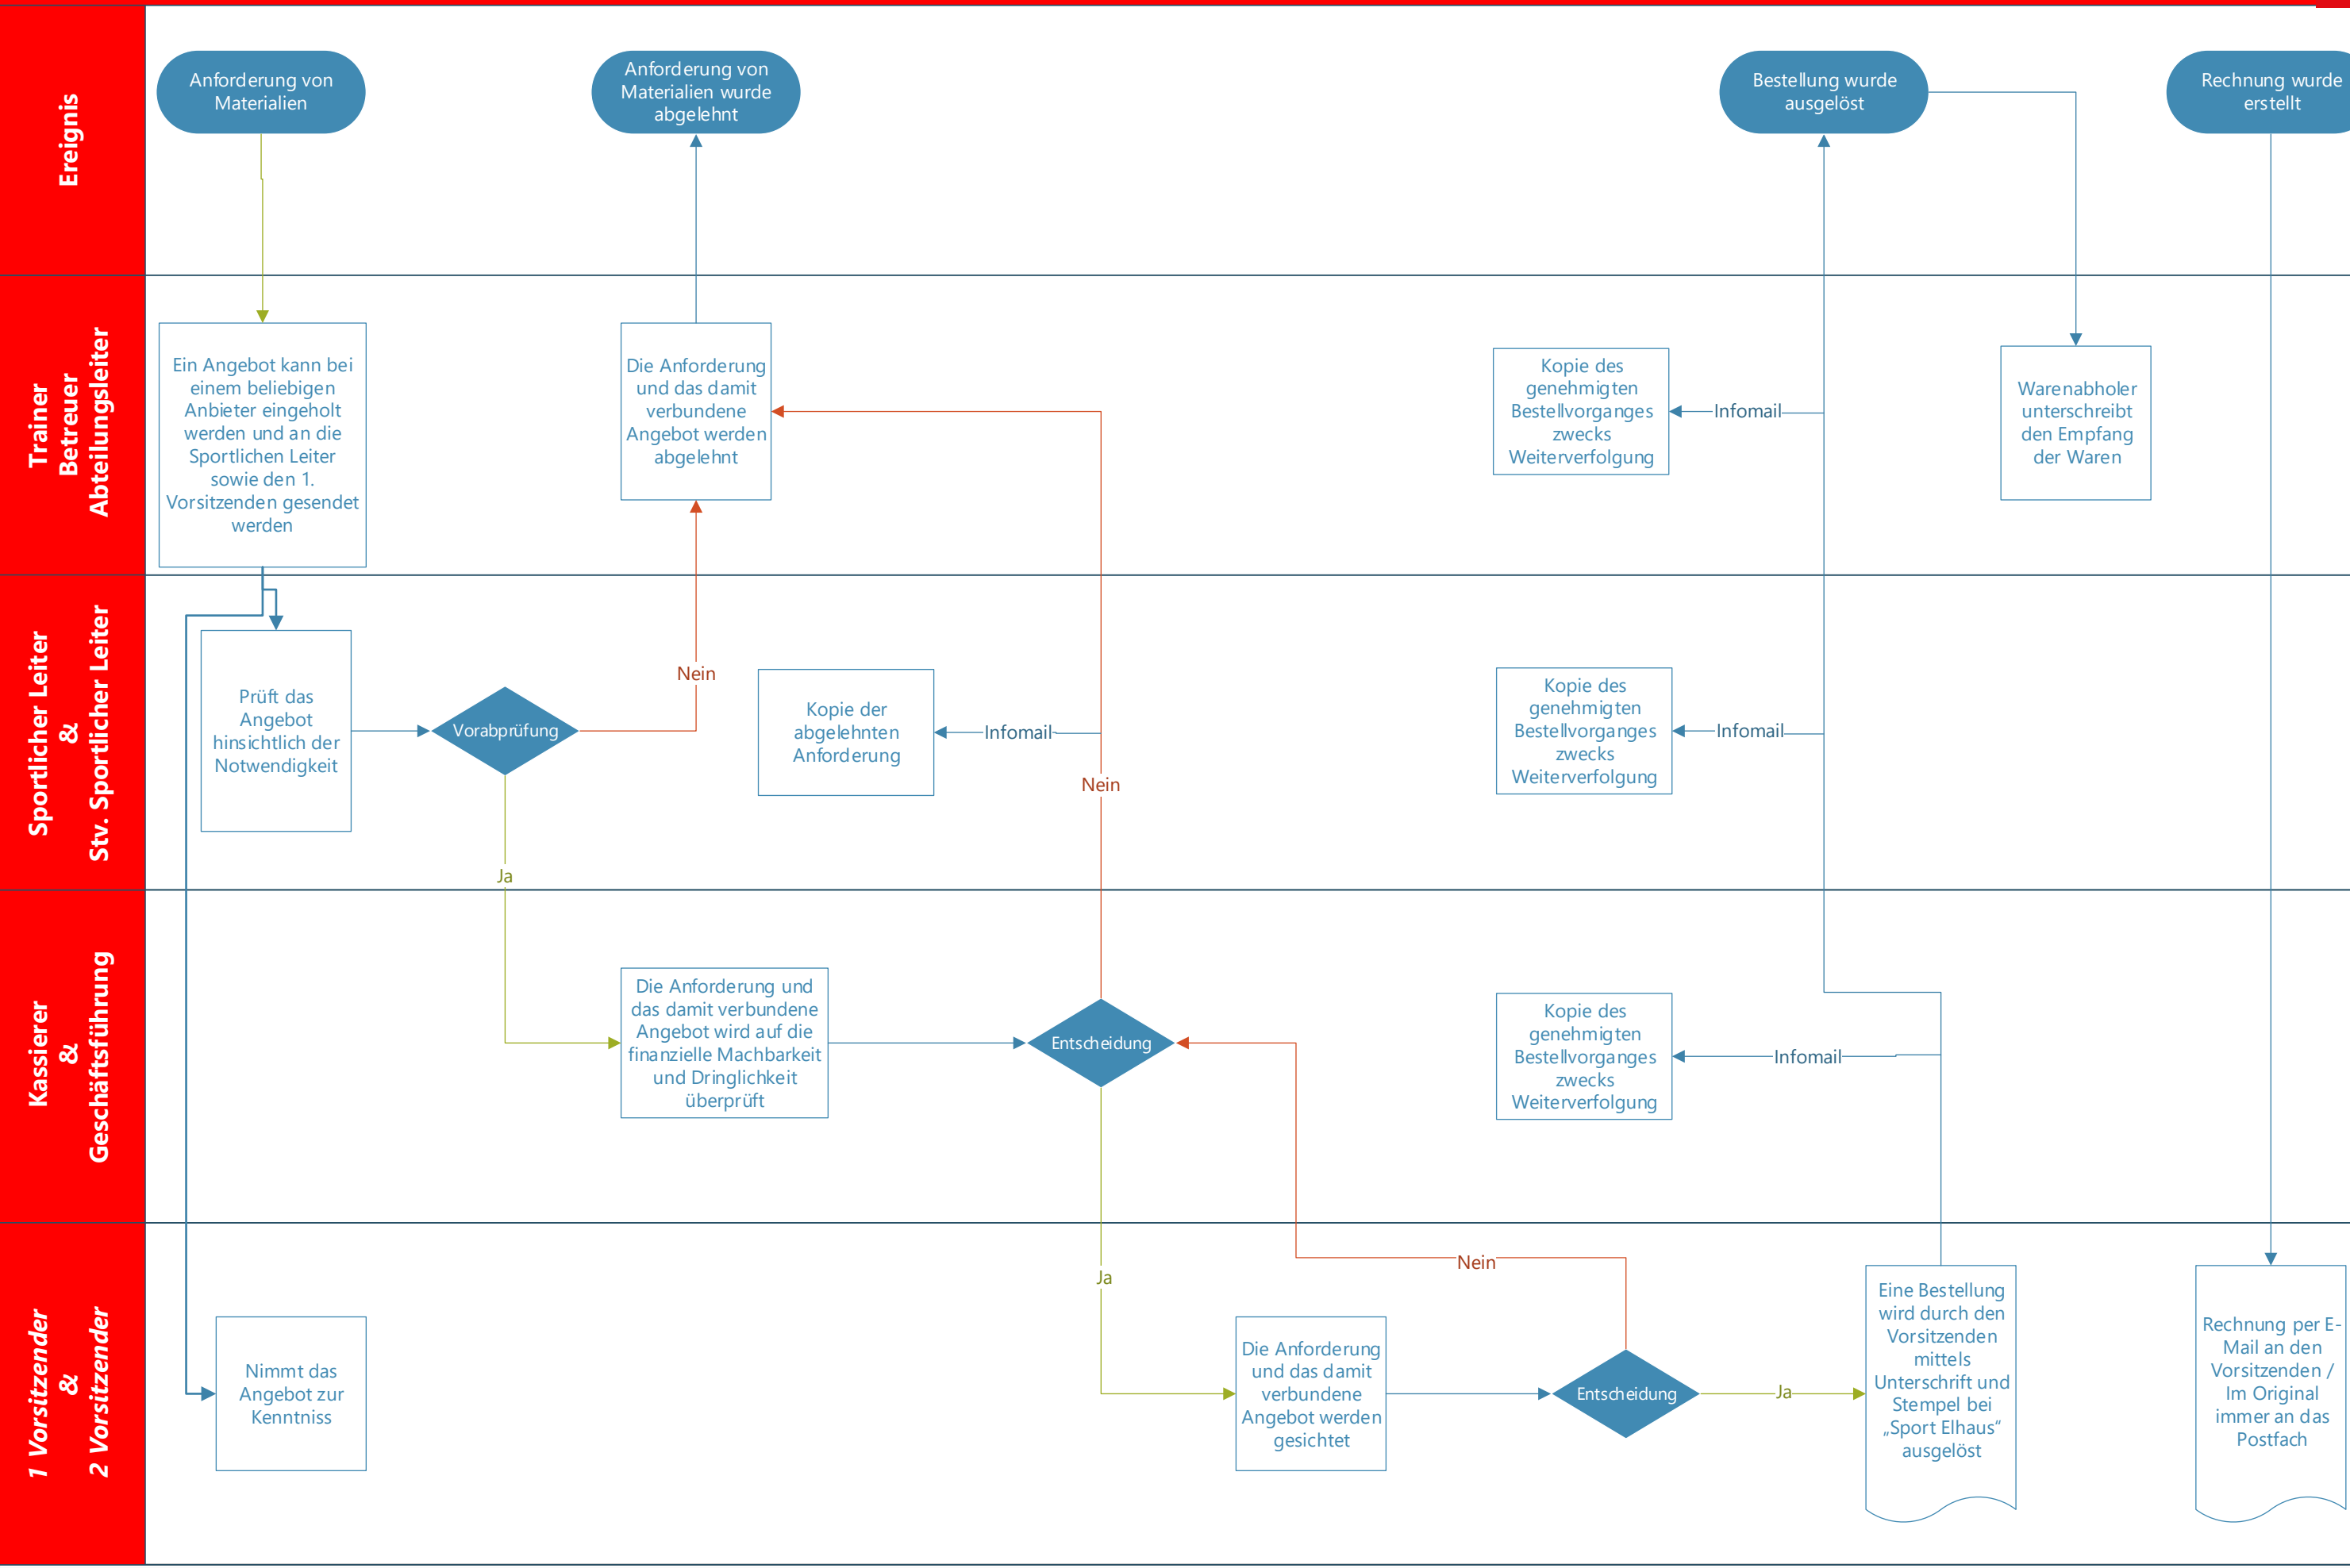 Ereignis
Anforderung von
Materialien
Anforderung von
Materialien wurde
abgelehnt
Bestellung wurde
ausgelöst
Rechnung wurde
erstellt
Trainer
Betreuer
Abteilungsleiter
Ein Angebot kann bei
einem beliebigen
Anbieter eingeholt
werden und an die
Sportlichen Leiter
sowie den 1.
Vorsitzenden gesendet
werden
Die Anforderung
und das damit
verbundene
Angebot werden
abgelehnt
Kopie des
genehmigten
Bestellvorganges
zwecks
Weiterverfolgung
Infomail
Warenabholer
unterschreibt
den Empfang
der Waren
Sportlicher Leiter
&
Stv. Sportlicher Leiter
Prüft das
Angebot
hinsichtlich der
Notwendigkeit
Vorabprüfung
Nein
Ja
Kopie der
abgelehnten
Anforderung
Infomail
Nein
Kopie des
genehmigten
Bestellvorganges
zwecks
Weiterverfolgung
Infomail
Kassierer
&
Geschäftsführung
Die Anforderung und
das damit verbundene
Angebot wird auf die
finanzielle Machbarkeit
und Dringlichkeit
überprüft
Entscheidung
Kopie des
genehmigten
Bestellvorganges
zwecks
Weiterverfolgung
Infomail
1 Vorsitzender
&
2 Vorsitzender
Nimmt das
Angebot zur
Kenntniss
Ja
Die Anforderung
und das damit
verbundene
Angebot werden
gesichtet
Nein
Entscheidung
Ja
Eine Bestellung
wird durch den
Vorsitzenden
mittels
Unterschrift und
Stempel bei
„Sport Elhaus“
ausgelöst
Rechnung per E-
Mail an den
Vorsitzenden /
Im Original
immer an das
Postfach